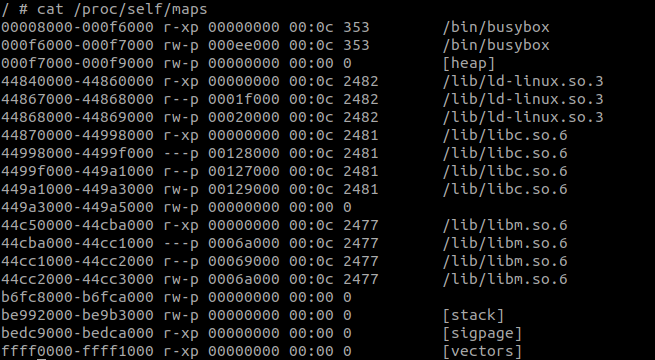 / # cat /proc/self/maps
00008000-000f6000 r-xp 00000000 00:0c 353 /bin/busybox
000f6000-000f7000 rw-p 000ee000 00:0c 353 /bin/busybox
000f7000-000f9000 rw-p 00000000 00:00 0 [heap]
44840000-44860000 r-xp 00000000 00:0c 2482 /lib/ld-linux.so.3
44867000-44868000 r--p 0001f000 00:0c 2482 /lib/ld-linux.so.3
44868000-44869000 rw-p 00020000 00:0c 2482 /lib/ld-linux.so.3
44870000-44998000 r-xp 00000000 00:0c 2481 /lib/libc.so.6
44998000-4499f000 ---p 00128000 00:0c 2481 /lib/libc.so.6
4499f000-449a1000 r--p 00127000 00:0c 2481 /lib/libc.so.6
449a1000-449a3000 rw-p 00129000 00:0c 2481 /lib/libc.so.6
449a3000-449a5000 rw-p 00000000 00:00 0
44c50000-44cba000 r-xp 00000000 00:0c 2477 /lib/libm.so.6
44cba000-44cc1000 ---p 0006a000 00:0c 2477 /lib/libm.so.6
44cc1000-44cc2000 r--p 00069000 00:0c 2477 /lib/libm.so.6
44cc2000-44cc3000 rw-p 0006a000 00:0c 2477 /lib/libm.so.6
b6fc8000-b6fca000 rw-p 00000000 00:00 0
be992000-be9b3000 rw-p 00000000 00:00 0 [stack]
bedc9000-bedca000 r-xp 00000000 00:00 0 [sigpage]
ffff0000-ffff1000 r-xp 00000000 00:00 0 [vectors]